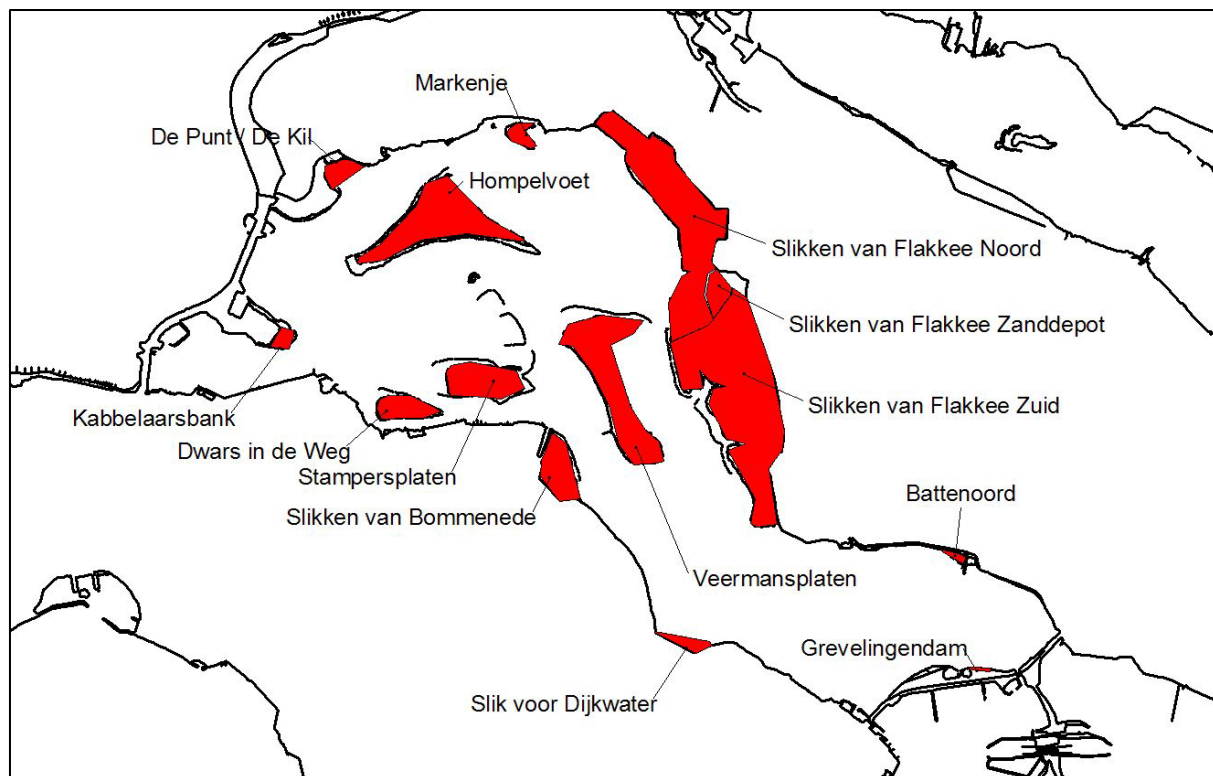 Markenje
De Punt / De Kil
Hompelvoet
Slikken van Flakkee Noord
Slikken van Flakkee Zanddepot
Kabbelaarsbank
Slikken van Flakkee Zuid
Dwars in de Weg
Stampersplaten
Battenoord
Slikken van Bommenede
Veermansplaten
Grevelingendam
Slik voor Dijkwater